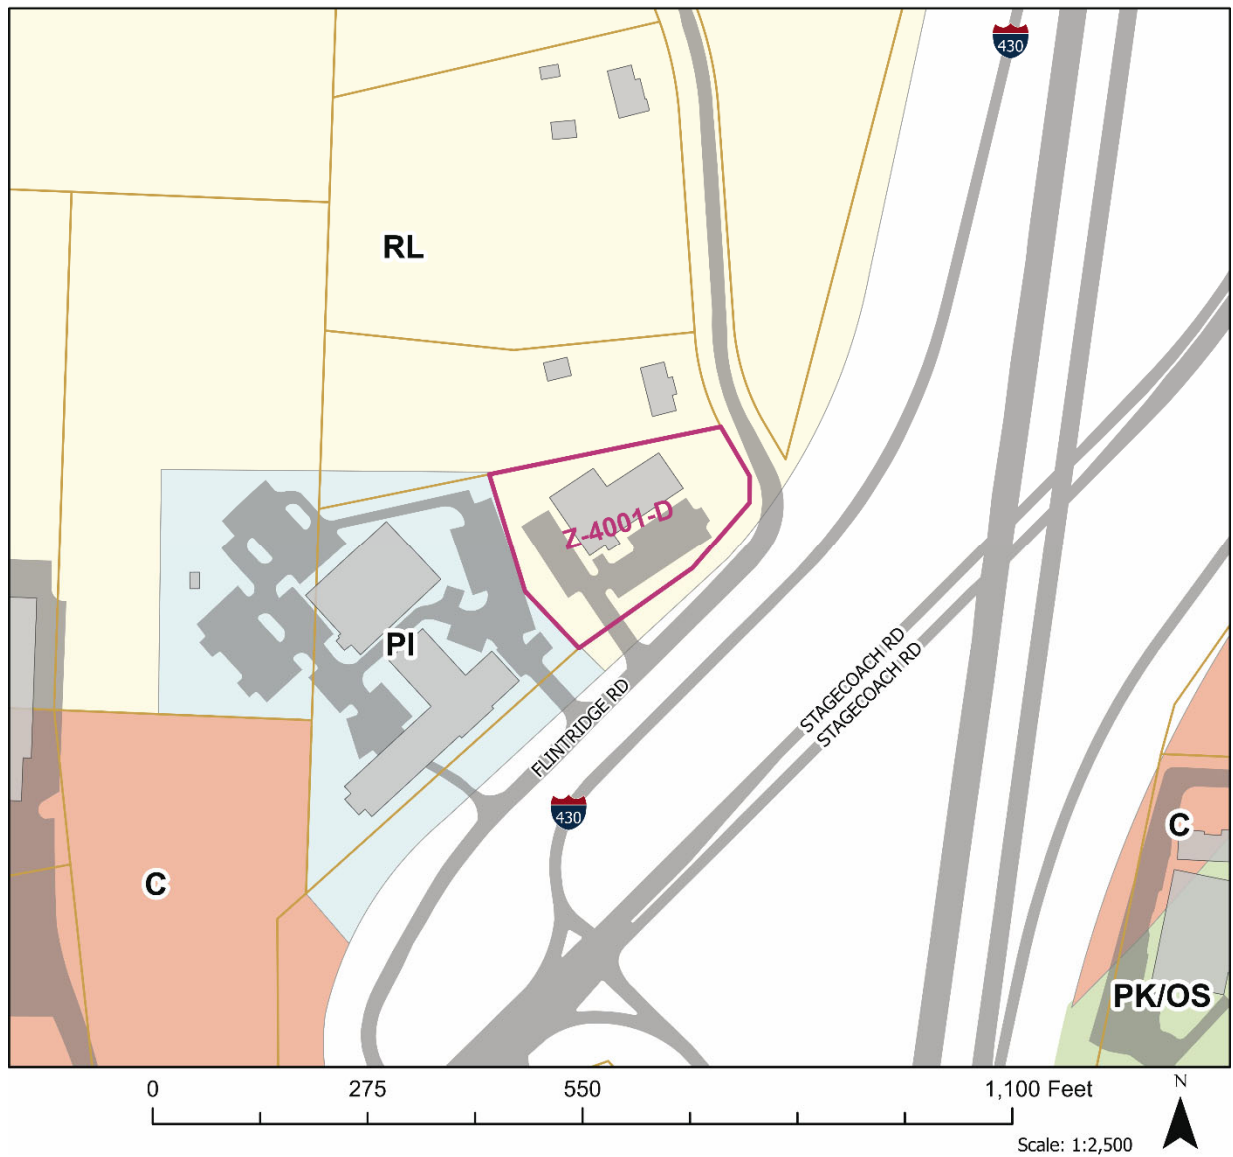 430
RL
Z-4001-D
PI
STAGECOACH RD
STAGECOACH RD
FLINTRIDGE RD
430
C
C
PK/OS
0 275 550 1,100 Feet
N
Scale: 1:2,500